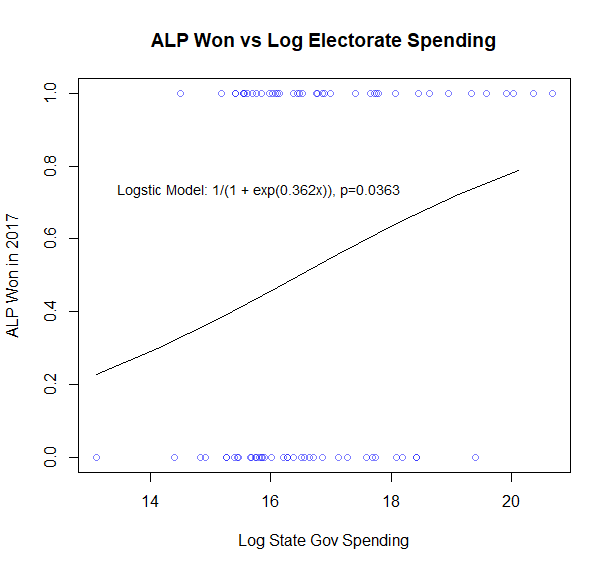 ALP Won vs Log Electorate Spending
1.0
0.8
0.6
0.4
0.2
0.0
ALP Won in 2017
Logstic Model: 1/(1 + exp(0.362x)), p=0.0363
14 16 18 20
Log State Gov Spending